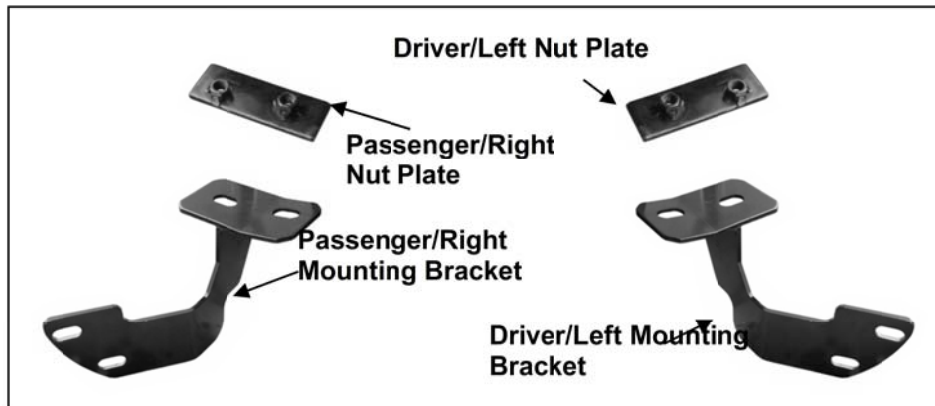 Driver/Left Nut Plate
Passenger/Right
Nut Plate
Passenger/Right
Mounting Bracket
Driver/Left Mounting
Bracket